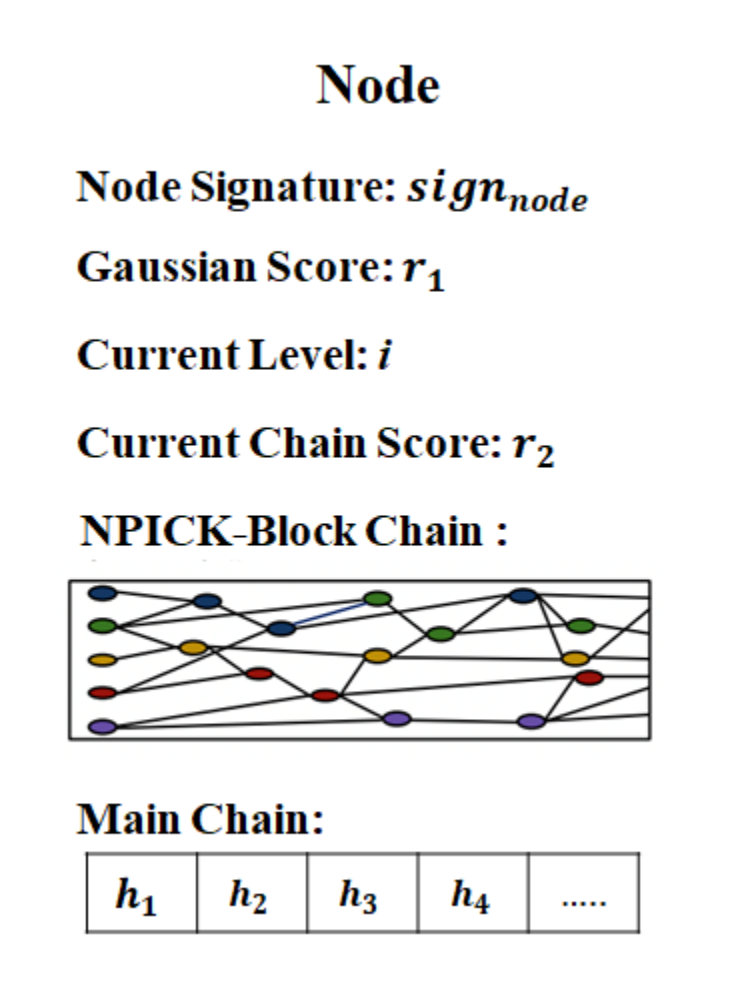 Node
Node Signature: sign_node
Gaussian Score: r_1
Current Level: i
Current Chain Score: r_2
NPICK-Block Chain :
Main Chain:
h_1 h_2 h_3 h_4 .....